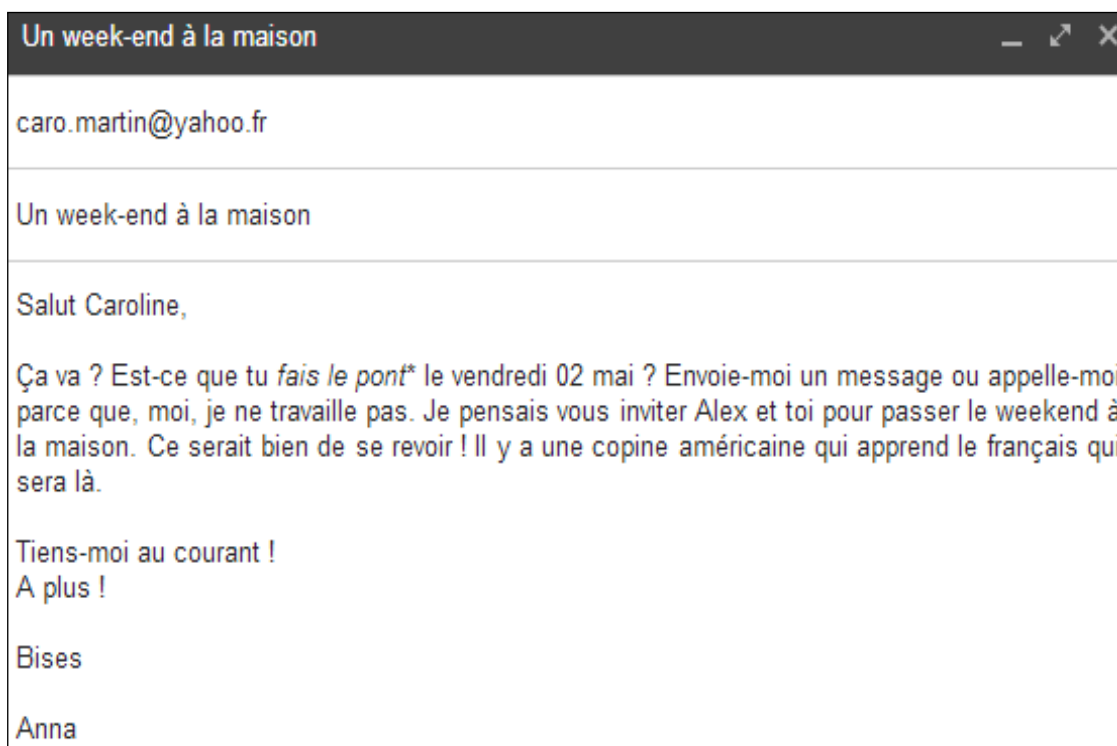 Un week-end à la maison
caro.martin@yahoo.fr
Un week-end à la maison
Salut Caroline,
Ça va ? Est-ce que tu fais le pont* le vendredi 02 mai ? Envoie-moi un message ou appelle-moi
parce que, moi, je ne travaille pas. Je pensais vous inviter Alex et toi pour passer le weekend à
la maison. Ce serait bien de se revoir ! Il y a une copine américaine qui apprend le français qui
sera là.
Tiens-moi au courant !
A plus !
Bises
Anna